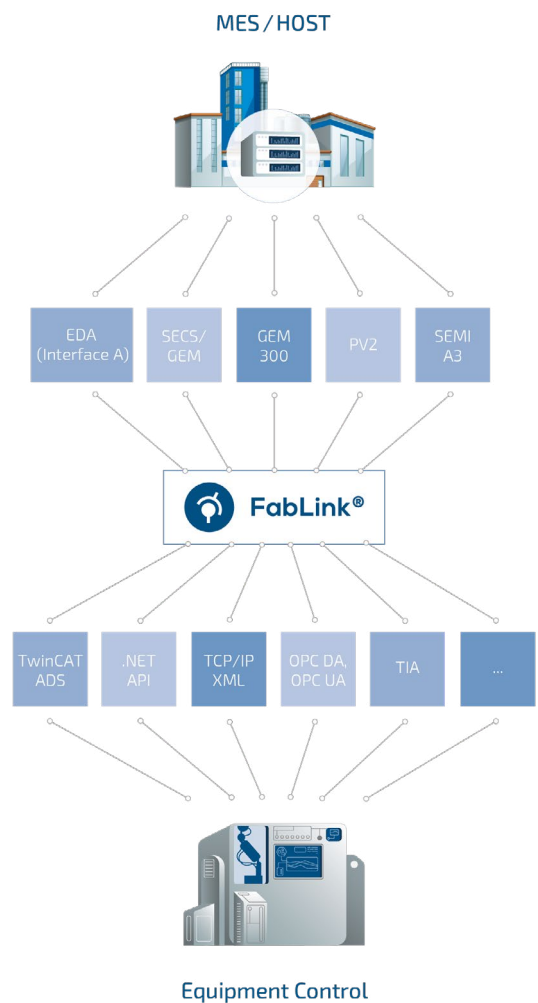 MES / HOST
EDA
(Interface A)
SECS/
GEM
GEM
300
PV2
SEMI
A3
FabLink®
TwinCAT
ADS
.NET
API
TCP/IP
XML
OPC DA,
OPC UA
TIA
...
Equipment Control